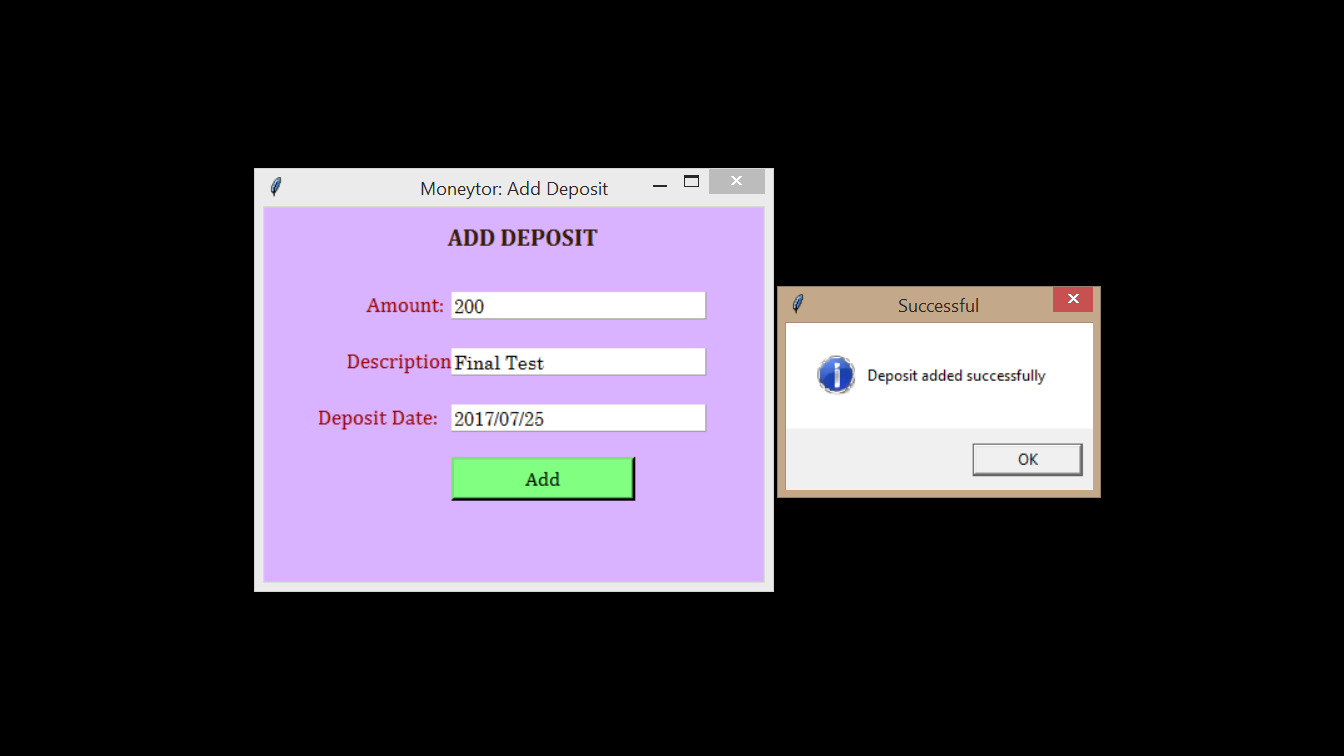 Moneytor: Add Deposit
ADD DEPOSIT
Amount: 200
Description Final Test
Deposit Date: 2017/07/25
Add
Successful
Deposit added successfully
OK